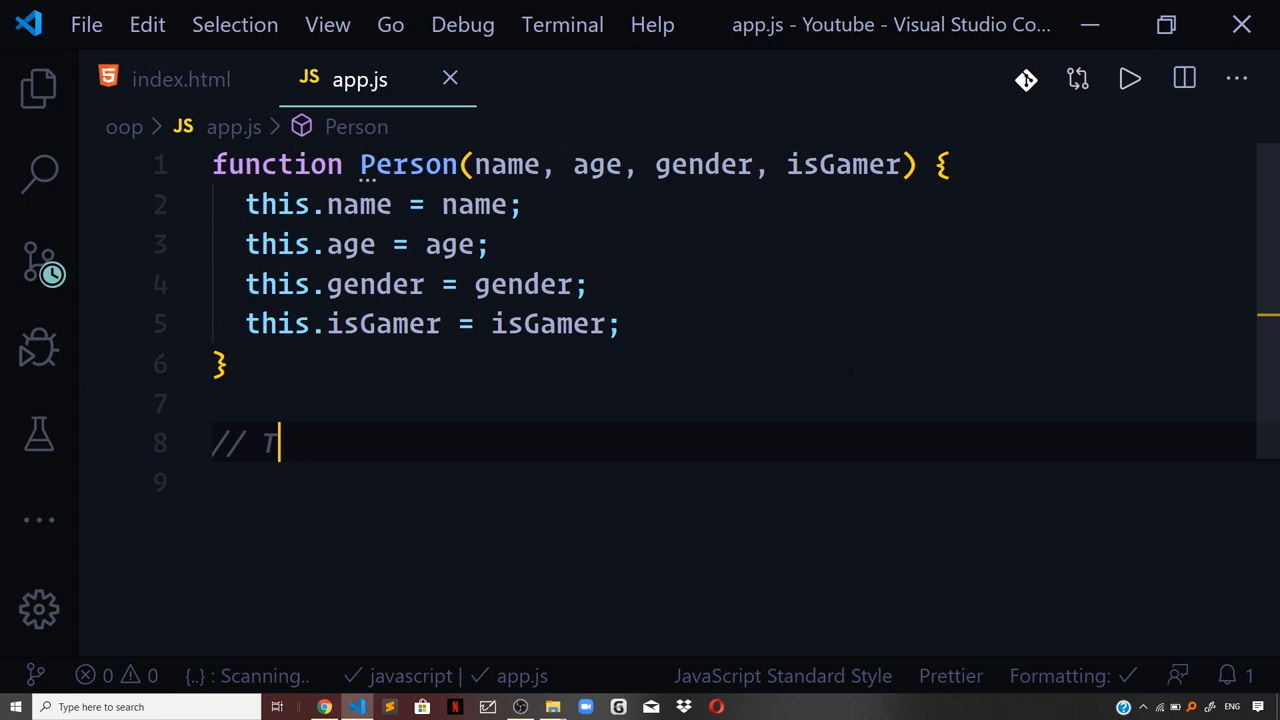 File Edit Selection View Go Debug Terminal Help app.js - Youtube - Visual Studio Co...
index.html JS app.js
oop > JS app.js > Person
1 function Person(name, age, gender, isGamer) {
2 this.name = name;
3 this.age = age;
4 this.gender = gender;
5 this.isGamer = isGamer;
6 }
7
8 // T
9
0 0 {..} : Scanning.. javascript | app.js JavaScript Standard Style Prettier Formatting: 1
Type here to search ENG